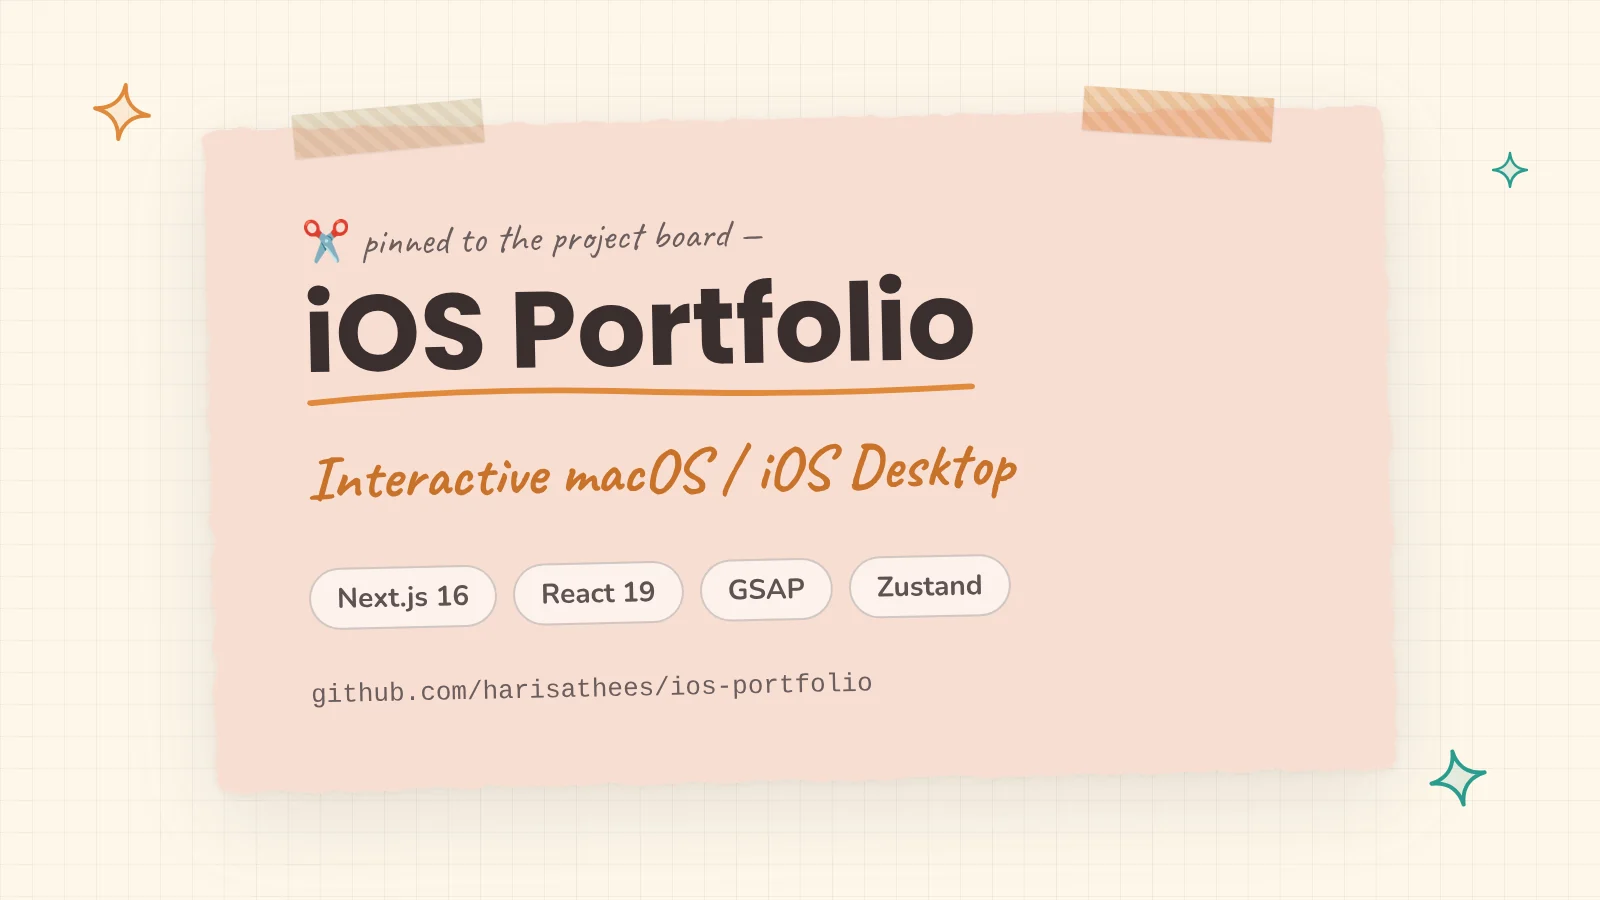 pinned to the project board —
iOS Portfolio
Interactive macOS / iOS Desktop
Next.js 16 React 19 GSAP Zustand
github.com/harisathees/ios-portfolio